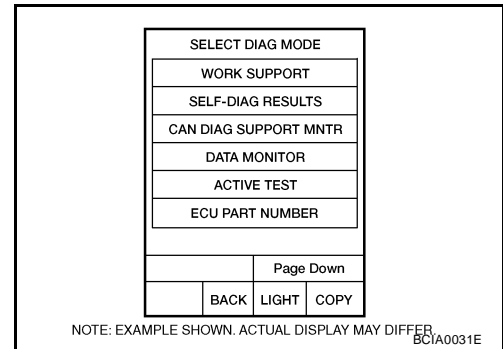 SELECT DIAG MODE
WORK SUPPORT
SELF-DIAG RESULTS
CAN DIAG SUPPORT MNTR
DATA MONITOR
ACTIVE TEST
ECU PART NUMBER
Page Down
BACK LIGHT COPY
NOTE: EXAMPLE SHOWN. ACTUAL DISPLAY MAY DIFFER.
BCIA0031E